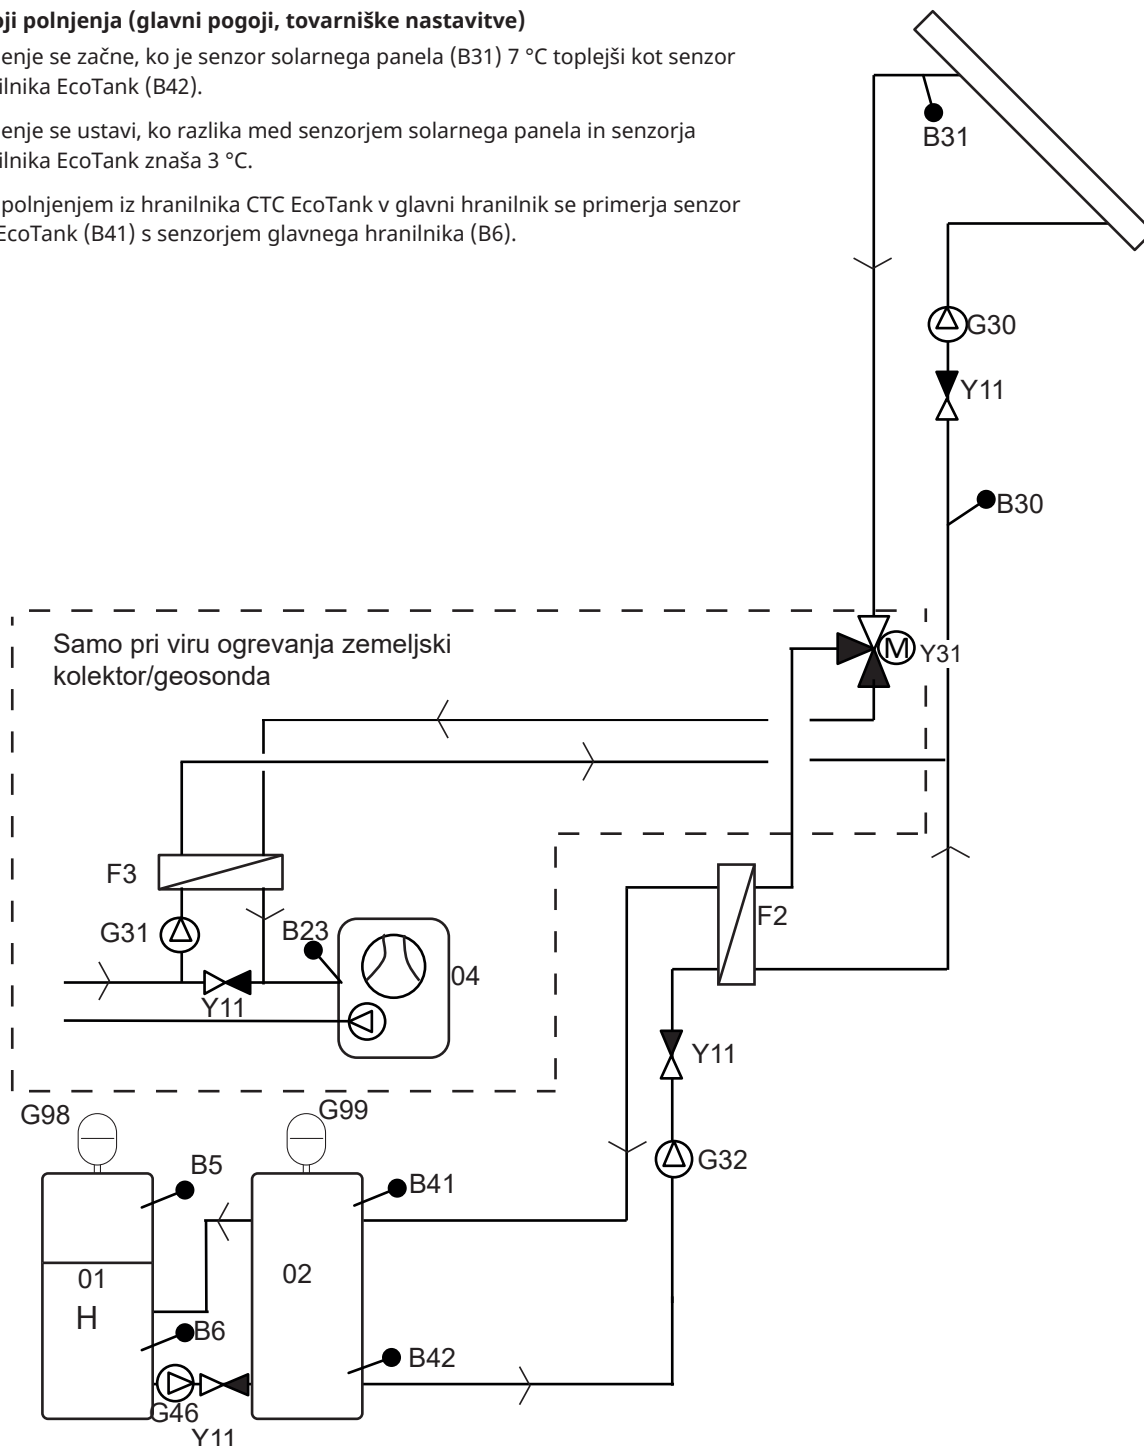 oji polnjenja (glavni pogoji, tovarniške nastavitve)
enje se začne, ko je senzor solarnega panela (B31) 7 °C toplejši kot senzor
ilnika EcoTank (B42).
enje se ustavi, ko razlika med senzorjem solarnega panela in senzorja
ilnika EcoTank znaša 3 °C.
polnjenjem iz hranilnika CTC EcoTank v glavni hranilnik se primerja senzor
EcoTank (B41) s senzorjem glavnega hranilnika (B6).
B31
G30
Y11
B30
Samo pri viru ogrevanja zemeljski
kolektor/geosonda
M
Y31
F3
F2
G31
B23
04
Y11
Y11
G98
G99
B5
B41
G32
01
02
H
B6
B42
G46
Y11